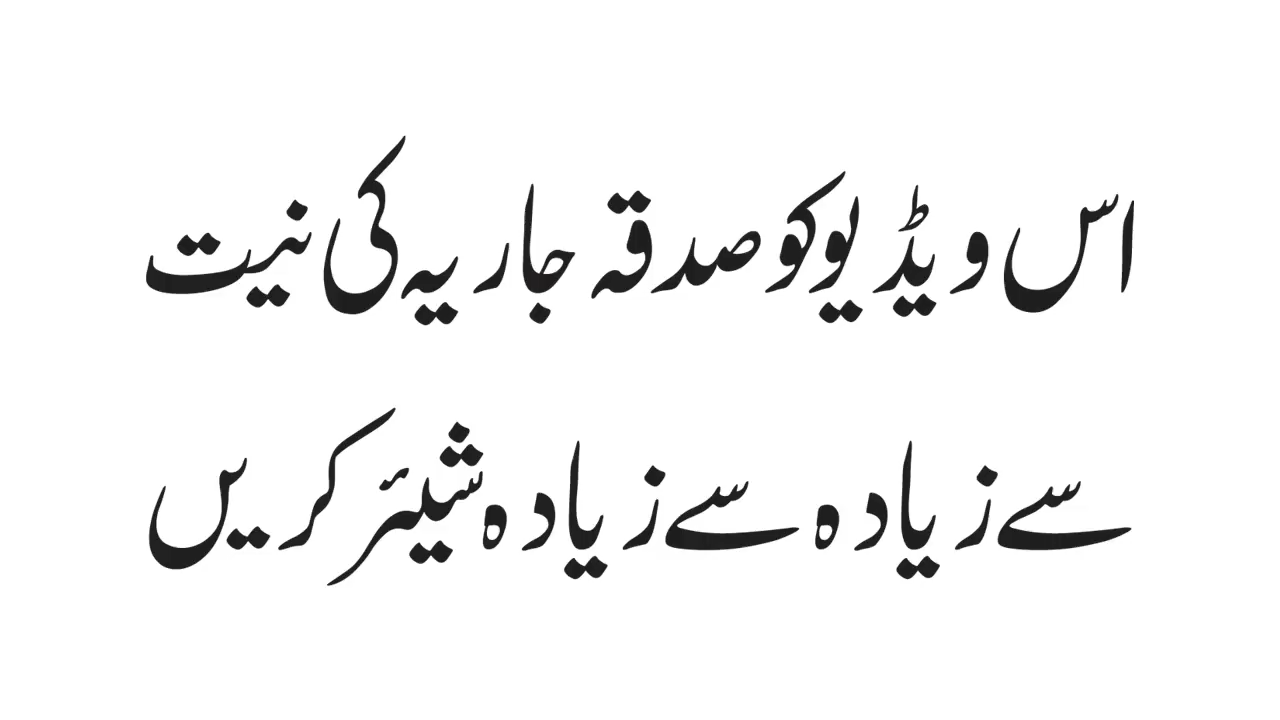 اس ویڈیو کو صدقہ جاریہ کی نیت
سے زیادہ سے زیادہ شیئر کریں